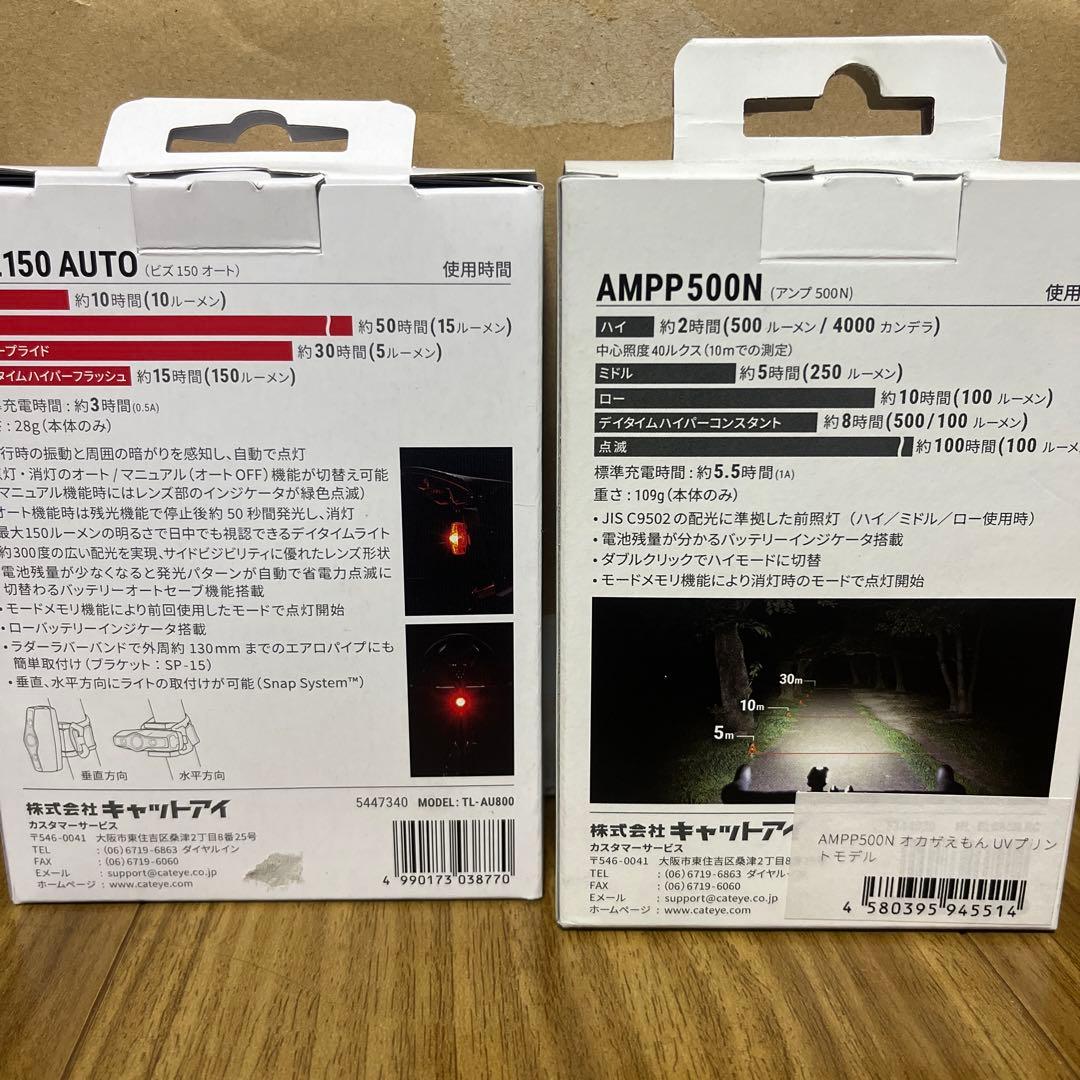 150 AUTO (ビズ 150 オート) 使用時間
約10時間(10ルーメン)
約50時間(15ルーメン)
ープライド 約30時間(5ルーメン)
タイムハイパーフラッシュ 約15時間(150ルーメン)
充電時間：約3時間(0.5A)
：28g(本体のみ)
行時の振動と周囲の暗がりを感知し、自動で点灯
灯・消灯のオート/マニュアル(オートOFF)機能が切替え可能
マニュアル機能時にはレンズ部のインジケータが緑色点滅)
オート機能時は残光機能で停止後約50秒間発光し、消灯
最大150ルーメンの明るさで日中でも視認できるデイタイムライト
約300度の広い配光を実現、サイドビジビリティに優れたレンズ形状
電池残量が少なくなると発光パターンが自動で省電力点滅に
切替わるバッテリーオートセーブ機能搭載
・モードメモリ機能により前回使用したモードで点灯開始
・ローバッテリーインジケータ搭載
・ラダーラバーバンドで外周約130mmまでのエアロパイプにも
簡単取付け(ブラケット：SP-15)
・垂直、水平方向にライトの取付けが可能(Snap System™)
垂直方向 水平方向
株式会社キャットアイ 5447340 MODEL: TL-AU800
カスタマーサービス
〒546-0041 大阪市東住吉区桑津2丁目8番25号
TEL : (06)6719-6863 ダイヤルイン
FAX : (06)6719-6060
Eメール : support@cateye.co.jp
ホームページ : www.cateye.com
4 990173 038770
AMPP500N (アンプ 500N) 使用
ハイ 約2時間(500 ルーメン / 4000 カンデラ)
中心照度40ルクス(10mでの測定)
ミドル 約5時間(250 ルーメン)
ロー 約10時間(100 ルーメン)
デイタイムハイパーコンスタント 約8時間(500/100 ルーメン)
点滅 約100時間(100 ルーメ
標準充電時間：約5.5時間(1A)
重さ：109g(本体のみ)
・JIS C9502の配光に準拠した前照灯（ハイ／ミドル／ロー使用時）
・電池残量が分かるバッテリーインジケータ搭載
・ダブルクリックでハイモードに切替
・モードメモリ機能により消灯時のモードで点灯開始
30m
10m
5m
株式会社キャットアイ
カスタマーサービス
〒546-0041 大阪市東住吉区桑津2丁目8
TEL : (06)6719-6863 ダイヤル
FAX : (06)6719-6060
Eメール : support@cateye.co.jp
ホームページ : www.cateye.com
AMPP500N オカザえもん UVプリン
トモデル
4 580395 945514